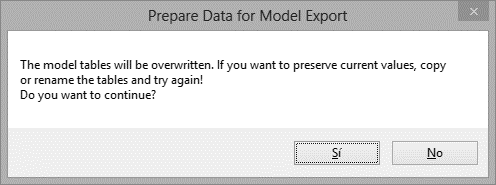 Prepare Data for Model Export
The model tables will be overwritten. If you want to preserve current values, copy
or rename the tables and try again!
Do you want to continue?
Sí No